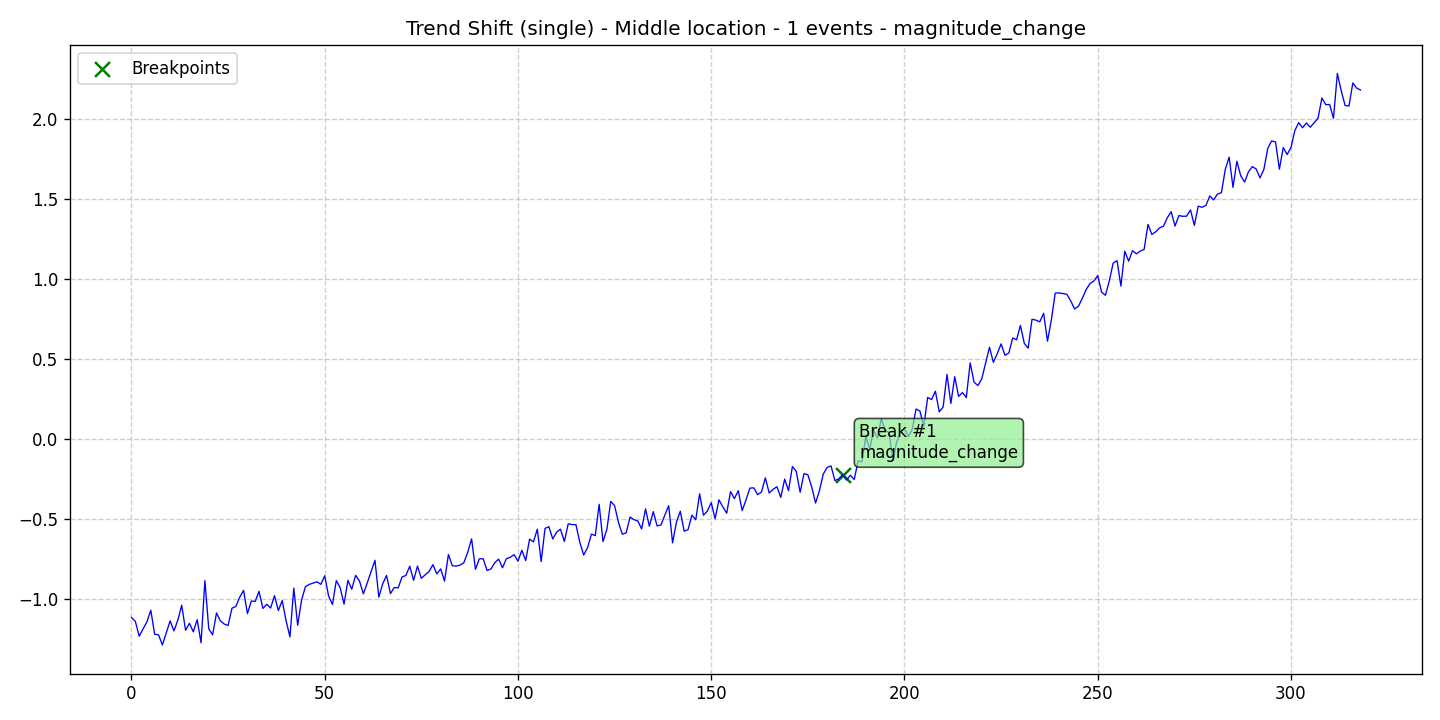 Trend Shift (single) - Middle location - 1 events - magnitude_change
Breakpoints
2.0
1.5
1.0
0.5
0.0
−0.5
−1.0
Break #1
magnitude_change
0 50 100 150 200 250 300